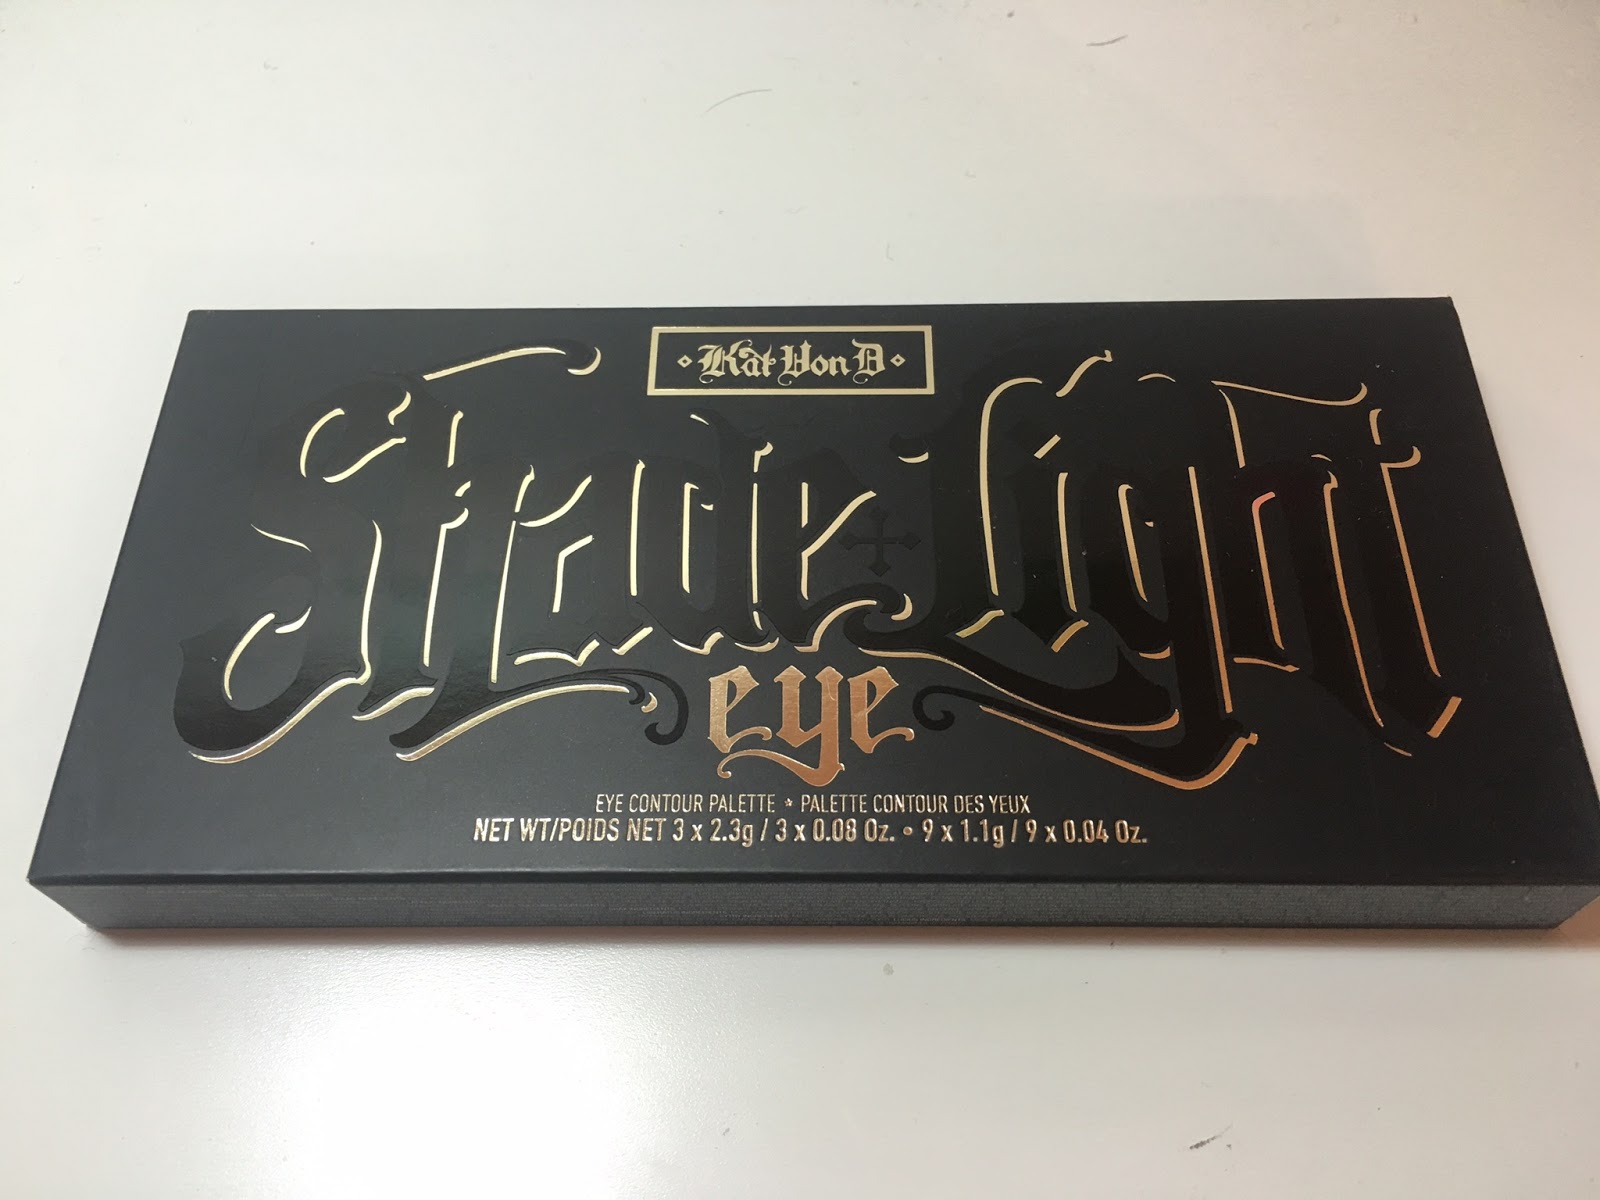 Kat Von D
Shade + Light
eye
EYE CONTOUR PALETTE * PALETTE CONTOUR DES YEUX
NET WT/POIDS NET 3 x 2.3g / 3 x 0.08 Oz. • 9 x 1.1g / 9 x 0.04 Oz.